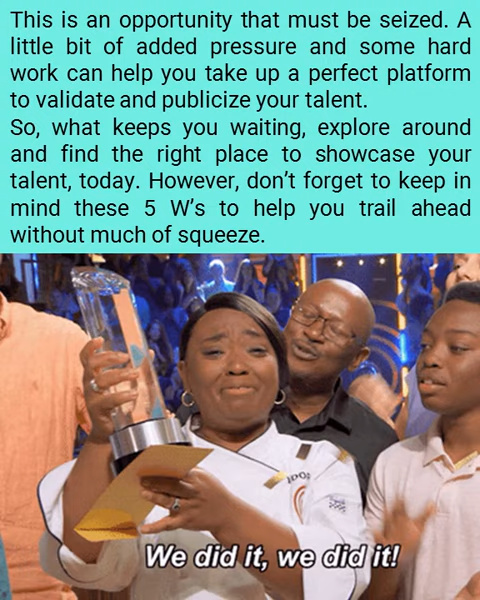 This is an opportunity that must be seized. A
little bit of added pressure and some hard
work can help you take up a perfect platform
to validate and publicize your talent.
So, what keeps you waiting, explore around
and find the right place to showcase your
talent, today. However, don't forget to keep in
mind these 5 W's to help you trail ahead
without much of squeeze.
We did it, we did it!